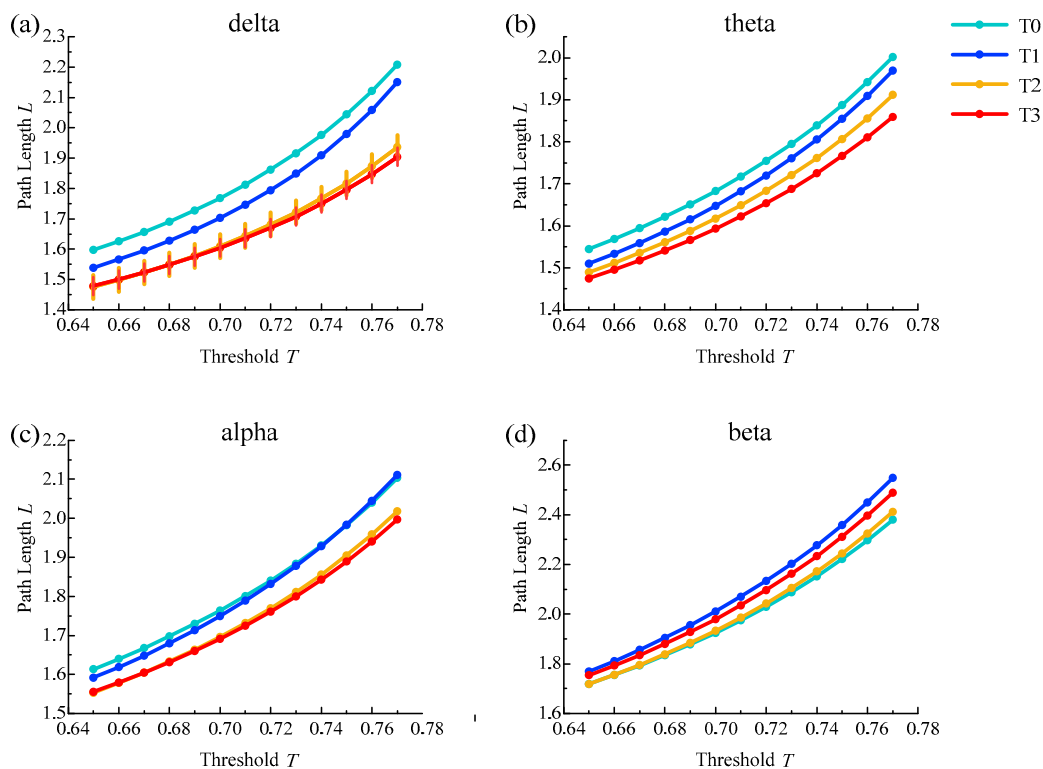 (a) delta
2.3
2.2
2.1
2.0
1.9
1.8
1.7
1.6
1.5
1.4
Path Length L
0.64 0.66 0.68 0.70 0.72 0.74 0.76 0.78
Threshold T
(b) theta
2.0
1.9
1.8
1.7
1.6
1.5
1.4
Path Length L
0.64 0.66 0.68 0.70 0.72 0.74 0.76 0.78
Threshold T
T0
T1
T2
T3
(c) alpha
2.2
2.1
2.0
1.9
1.8
1.7
1.6
1.5
Path Length L
0.64 0.66 0.68 0.70 0.72 0.74 0.76 0.78
Threshold T
(d) beta
2.6
2.4
2.2
2.0
1.8
1.6
Path Length L
0.64 0.66 0.68 0.70 0.72 0.74 0.76 0.78
Threshold T